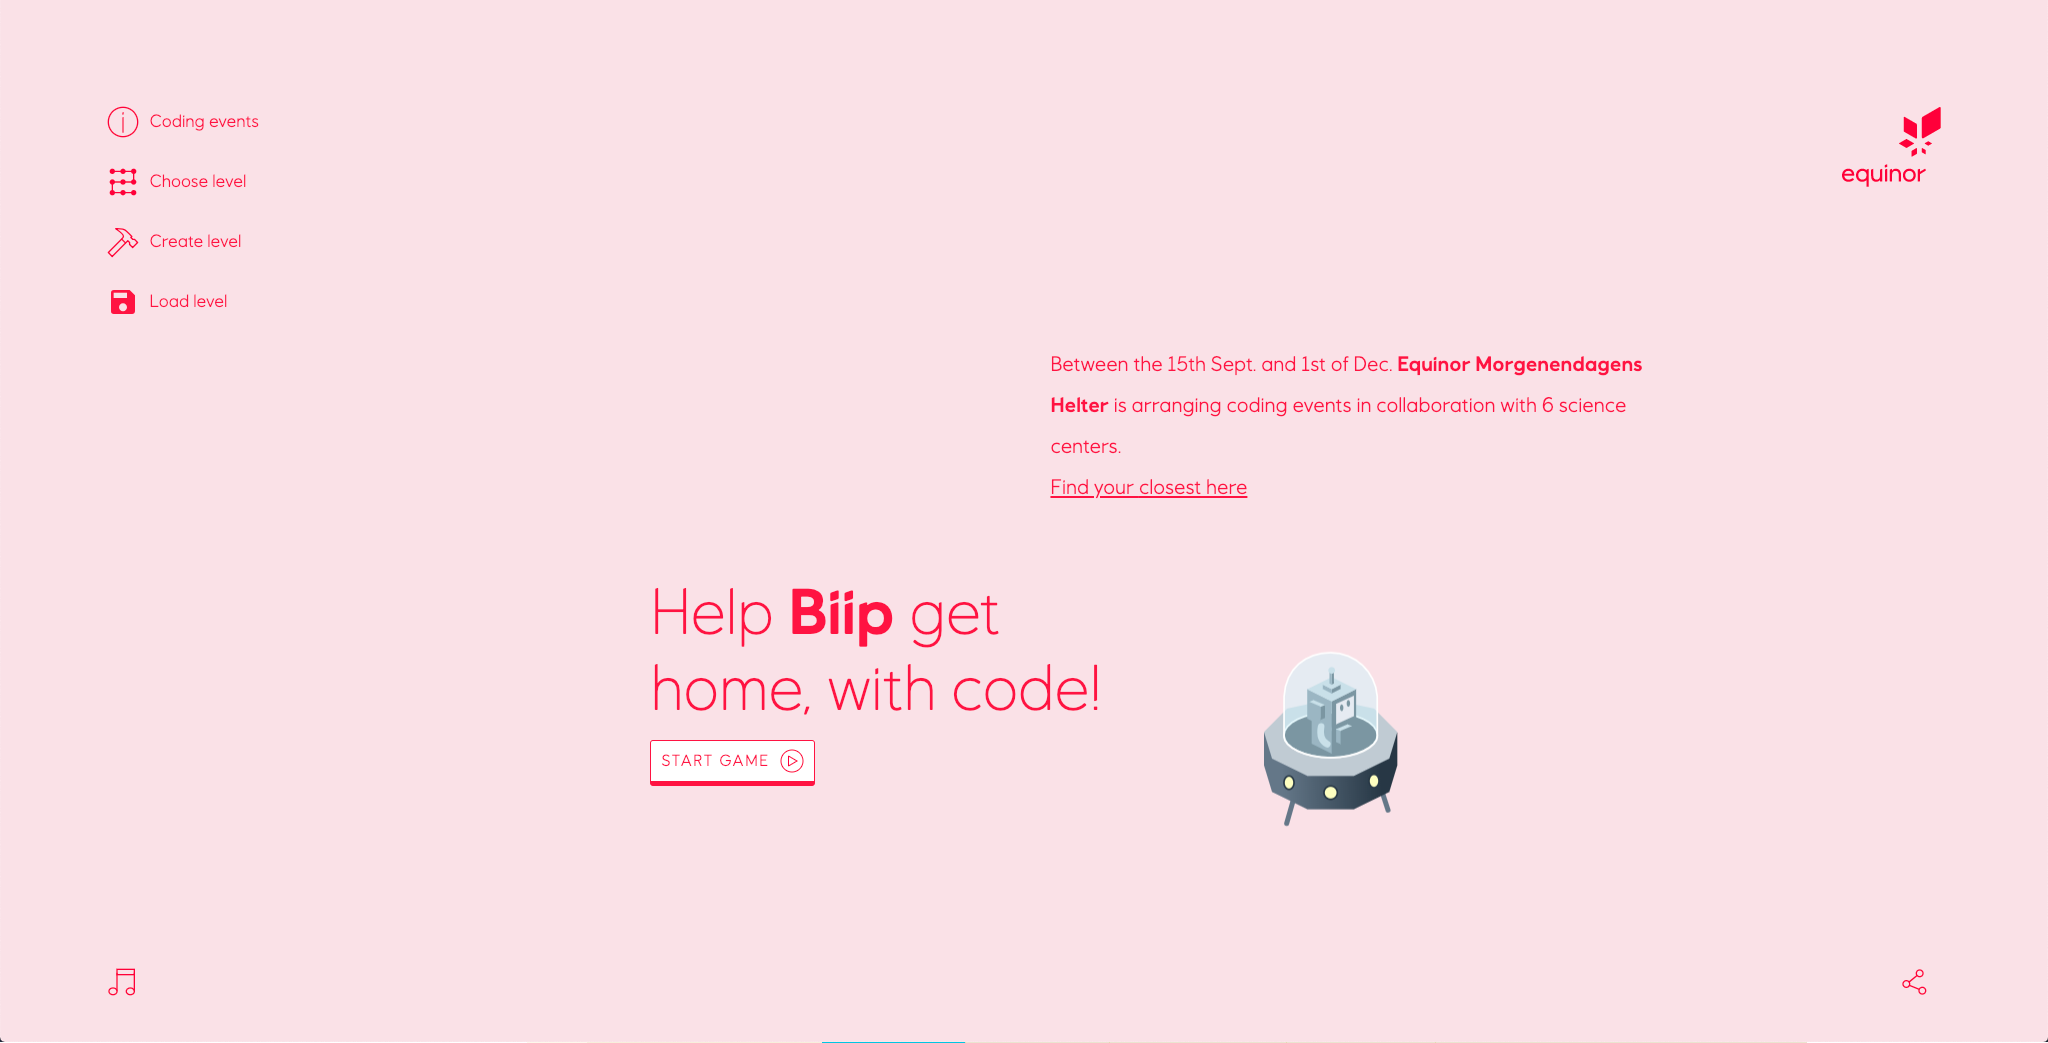 Coding events
Choose level
Create level
Load level
equinor
Between the 15th Sept. and 1st of Dec. Equinor Morgenendagens
Helter is arranging coding events in collaboration with 6 science
centers.
Find your closest here
Help Biip get
home, with code!
START GAME